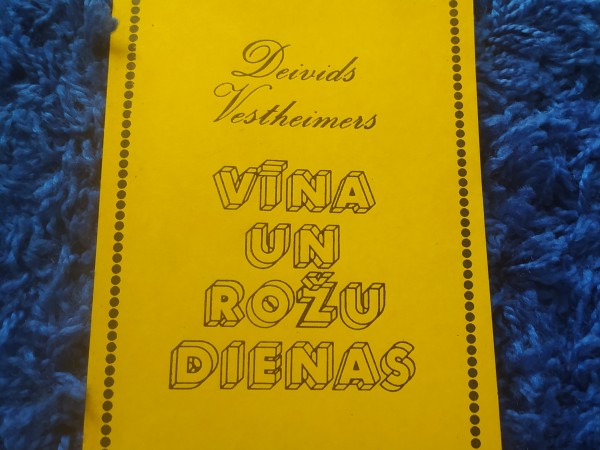 Deivids
Vestheimers
VĪNA
UN
ROŽU
DIENAS